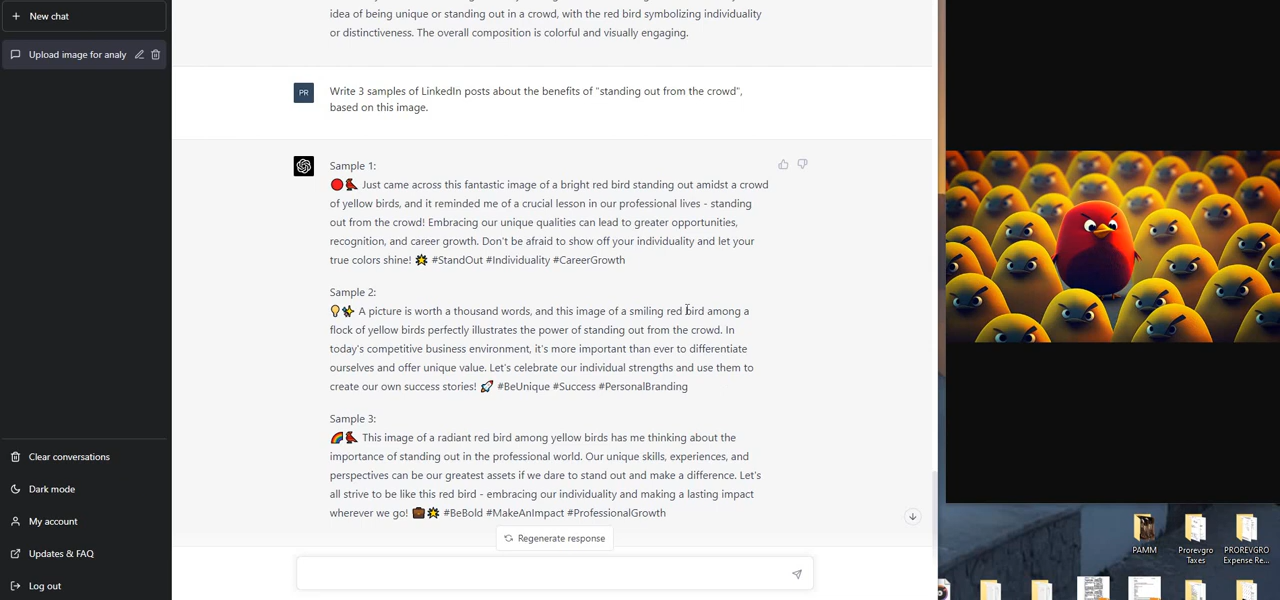 New chat
Upload image for analy
Clear conversations
Dark mode
My account
Updates & FAQ
Log out
idea of being unique or standing out in a crowd, with the red bird symbolizing individuality
or distinctiveness. The overall composition is colorful and visually engaging.
PR
Write 3 samples of LinkedIn posts about the benefits of "standing out from the crowd",
based on this image.
Sample 1:
Just came across this fantastic image of a bright red bird standing out amidst a crowd
of yellow birds, and it reminded me of a crucial lesson in our professional lives - standing
out from the crowd! Embracing our unique qualities can lead to greater opportunities,
recognition, and career growth. Don't be afraid to show off your individuality and let your
true colors shine! 🌟 #StandOut #Individuality #CareerGrowth
Sample 2:
💡🌟 A picture is worth a thousand words, and this image of a smiling red bird among a
flock of yellow birds perfectly illustrates the power of standing out from the crowd. In
today's competitive business environment, it's more important than ever to differentiate
ourselves and offer unique value. Let's celebrate our individual strengths and use them to
create our own success stories! 🚀 #BeUnique #Success #PersonalBranding
Sample 3:
This image of a radiant red bird among yellow birds has me thinking about the
importance of standing out in the professional world. Our unique skills, experiences, and
perspectives can be our greatest assets if we dare to stand out and make a difference. Let's
all strive to be like this red bird - embracing our individuality and making a lasting impact
wherever we go! 💼🌟 #BeBold #MakeAnImpact #ProfessionalGrowth
Regenerate response
PAMM
Prorevgro
Taxes
PROREVGRO
Expense Re...